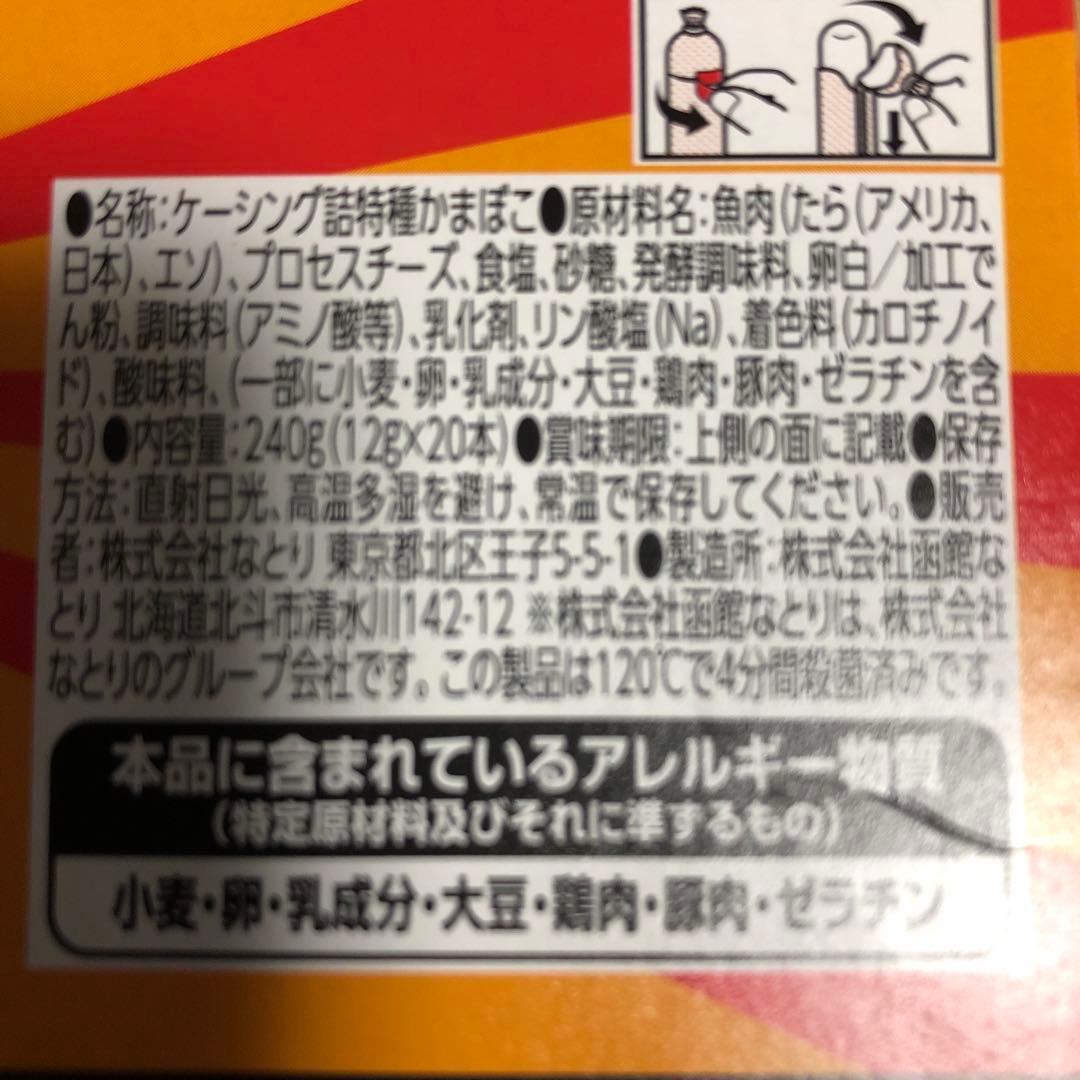 ●名称:ケーシング詰特種かまぼこ●原材料名:魚肉(たら(アメリカ、
日本)、エソ)、プロセスチーズ、食塩、砂糖、発酵調味料、卵白/加工で
ん粉、調味料(アミノ酸等)、乳化剤、リン酸塩(Na)、着色料(カロチノイ
ド)、酸味料、(一部に小麦・卵・乳成分・大豆・鶏肉・豚肉・ゼラチンを含
む)●内容量:240g(12g×20本)●賞味期限:上側の面に記載●保存
方法:直射日光、高温多湿を避け、常温で保存してください。●販売
者:株式会社なとり 東京都北区王子5-5-1●製造所:株式会社函館な
とり 北海道北斗市清水川142-12 ※株式会社函館なとりは、株式会社
なとりのグループ会社です。この製品は120℃で4分間殺菌済みです。
本品に含まれているアレルギー物質
(特定原材料及びそれに準ずるもの)
小麦・卵・乳成分・大豆・鶏肉・豚肉・ゼラチン